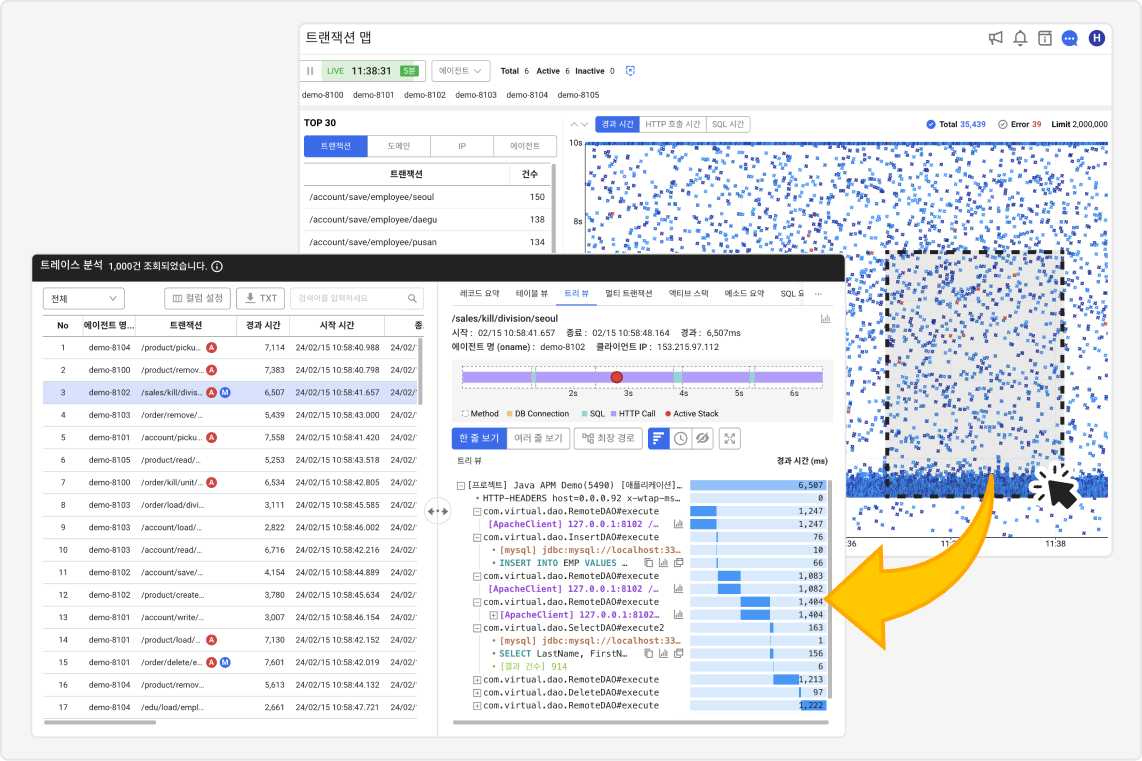 트랜잭션 맵
H
LIVE 11:38:31 5분 에이전트 Total 6 Active 6 Inactive 0
demo-8100 demo-8101 demo-8102 demo-8103 demo-8104 demo-8105
TOP 30
트랜잭션 도메인 IP 에이전트
트랜잭션 건수
/account/save/employee/seoul 150
/account/save/employee/daegu 138
/account/save/employee/pusan 134
경과 시간 HTTP 호출 시간 SQL 시간 Total 35,439 Error 39 Limit 2,000,000
10s
8s
:36 11:38
트레이스 분석 1,000건 조회되었습니다.
전체 컬럼 설정 TXT 검색어를 입력하세요
No 에이전트 명... 트랜잭션 경과 시간 시작 시간 종
1 demo-8104 /product/picku... A 7,114 24/02/15 10:58:40.988 24/02/
2 demo-8100 /product/remov... A 7,383 24/02/15 10:58:40.798 24/02/
3 demo-8102 /sales/kill/divis... A M 6,507 24/02/15 10:58:41.657 24/02/
4 demo-8103 /order/remove/... 5,439 24/02/15 10:58:43.000 24/02/
5 demo-8101 /account/picku... A 7,558 24/02/15 10:58:41.420 24/02/
6 demo-8105 /product/read/... 5,253 24/02/15 10:58:43.518 24/02/
7 demo-8100 /order/kill/unit/... A 6,534 24/02/15 10:58:42.805 24/02/
8 demo-8103 /order/load/divi... 3,111 24/02/15 10:58:45.585 24/02/
9 demo-8103 /account/load/... 2,822 24/02/15 10:58:46.002 24/02/
10 demo-8103 /account/read/... 6,716 24/02/15 10:58:42.216 24/02/
11 demo-8102 /account/save/... 4,154 24/02/15 10:58:44.889 24/02/
12 demo-8102 /product/create... 3,780 24/02/15 10:58:45.634 24/02/
13 demo-8101 /account/write/... 3,007 24/02/15 10:58:46.154 24/02/
14 demo-8101 /product/load/... A 7,130 24/02/15 10:58:42.152 24/02/
15 demo-8101 /order/delete/e... A M 7,601 24/02/15 10:58:42.019 24/02/
16 demo-8104 /product/remov... 5,613 24/02/15 10:58:44.132 24/02/
17 demo-8104 /edu/load/empl... 2,661 24/02/15 10:58:47.721 24/02/
레코드 요약 테이블 뷰 트리 뷰 멀티 트랜잭션 액티브 스택 메소드 요약 SQL 요 ...
/sales/kill/division/seoul
시작 : 02/15 10:58:41.657 종료 : 02/15 10:58:48.164 경과 : 6,507ms
에이전트 명 (oname) : demo-8102 클라이언트 IP : 153.215.97.112
2s 3s 4s 5s 6s
Method DB Connection SQL HTTP Call Active Stack
한 줄 보기 여러 줄 보기 최장 경로
트리 뷰 경과 시간 (ms)
[프로젝트] Java APM Demo(5490) [애플리케이션]... 6,507
HTTP-HEADERS host=0.0.0.92 x-wtap-ms... 0
com.virtual.dao.RemoteDAO#execute 1,247
[ApacheClient] 127.0.0.1:8102 /... 1,247
com.virtual.dao.InsertDAO#execute 76
[mysql] jdbc:mysql://localhost:33... 10
INSERT INTO EMP VALUES ... 66
com.virtual.dao.RemoteDAO#execute 1,083
[ApacheClient] 127.0.0.1:8102 /... 1,082
com.virtual.dao.RemoteDAO#execute 1,404
[ApacheClient] 127.0.0.1:8102... 1,404
com.virtual.dao.SelectDAO#execute2 163
[mysql] jdbc:mysql://localhost:33... 1
SELECT LastName, FirstN... 156
[결과 건수] 914 6
com.virtual.dao.RemoteDAO#execute 1,213
com.virtual.dao.DeleteDAO#execute 97
com.virtual.dao.RemoteDAO#execute 1,222